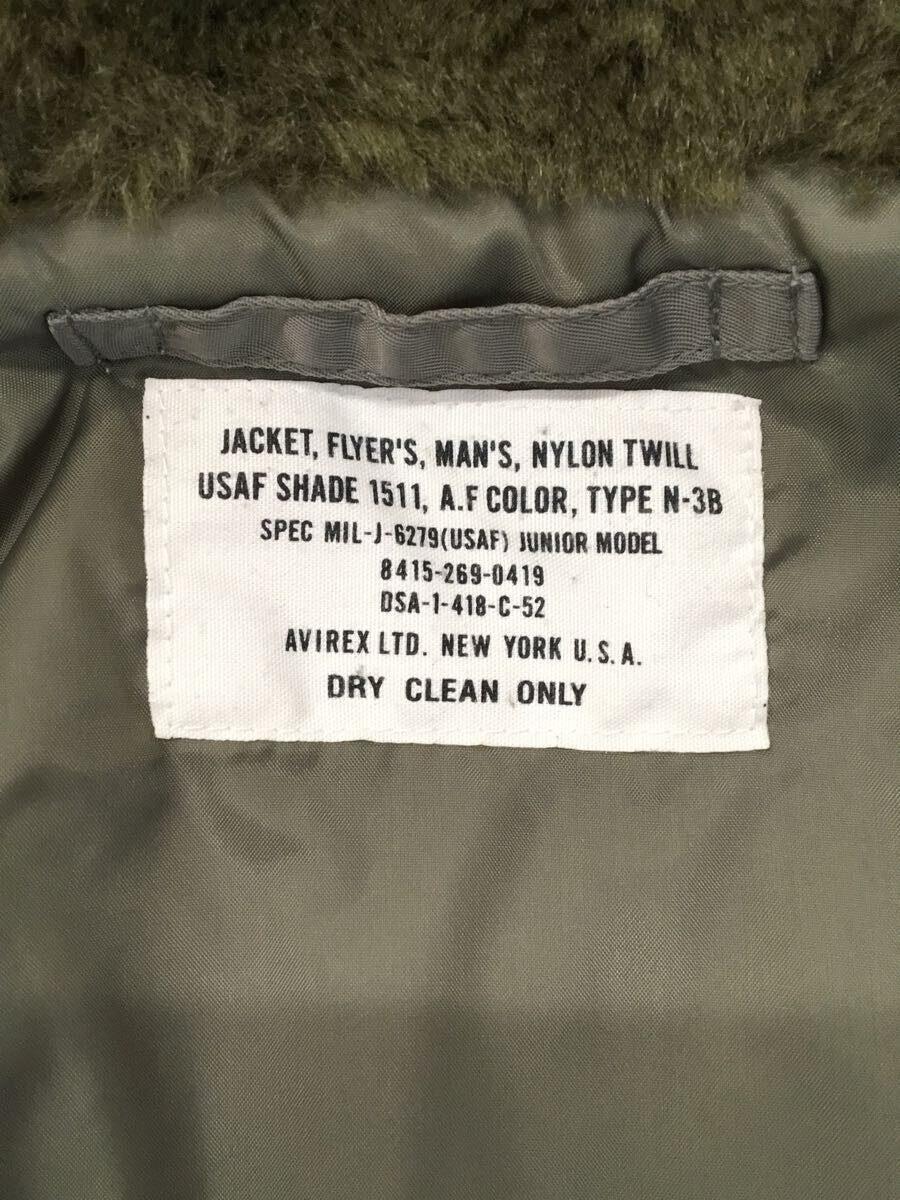 JACKET, FLYER'S, MAN'S, NYLON TWILL
USAF SHADE 1511, A.F COLOR, TYPE N-3B
SPEC MIL-J-6279(USAF) JUNIOR MODEL
8415-269-0419
DSA-1-418-C-52
AVIREX LTD. NEW YORK U.S.A.
DRY CLEAN ONLY